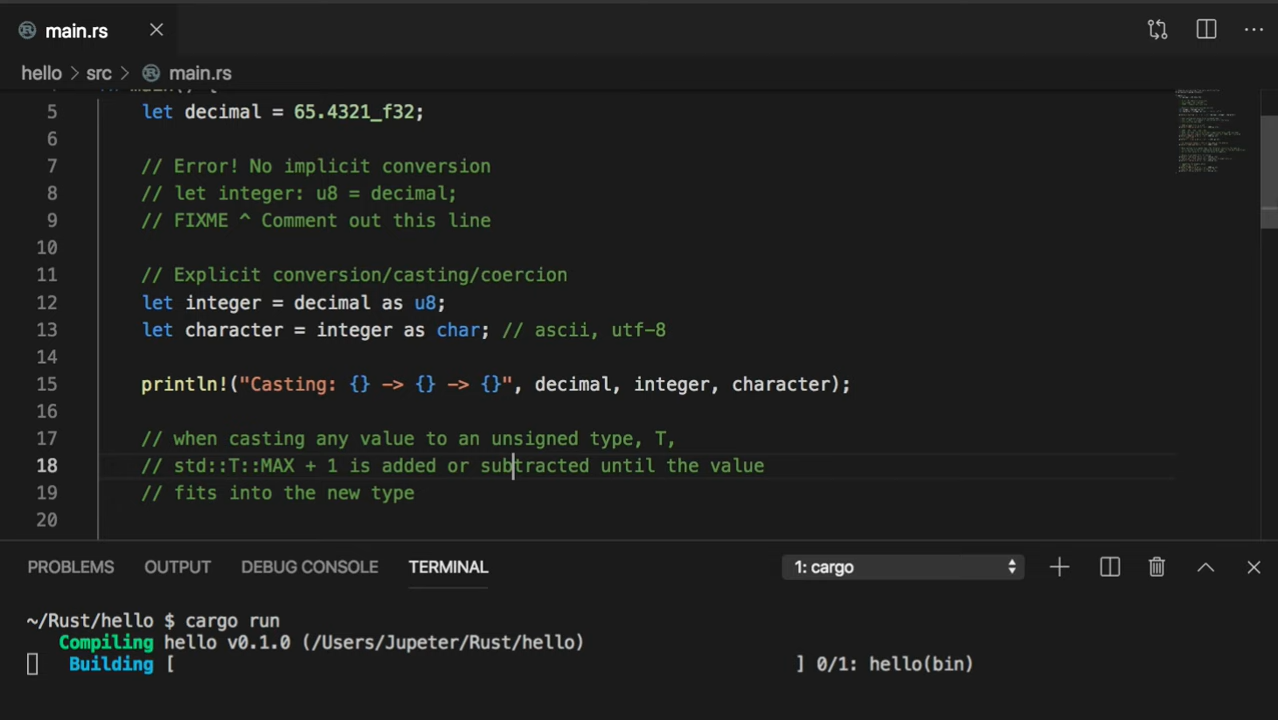 main.rs
hello > src > main.rs
5 let decimal = 65.4321_f32;
6
7 // Error! No implicit conversion
8 // let integer: u8 = decimal;
9 // FIXME ^ Comment out this line
10
11 // Explicit conversion/casting/coercion
12 let integer = decimal as u8;
13 let character = integer as char; // ascii, utf-8
14
15 println!("Casting: {} -> {} -> {}", decimal, integer, character);
16
17 // when casting any value to an unsigned type, T,
18 // std::T::MAX + 1 is added or subtracted until the value
19 // fits into the new type
20
PROBLEMS OUTPUT DEBUG CONSOLE TERMINAL 1: cargo
~/Rust/hello $ cargo run
Compiling hello v0.1.0 (/Users/Jupeter/Rust/hello)
Building [ ] 0/1: hello(bin)